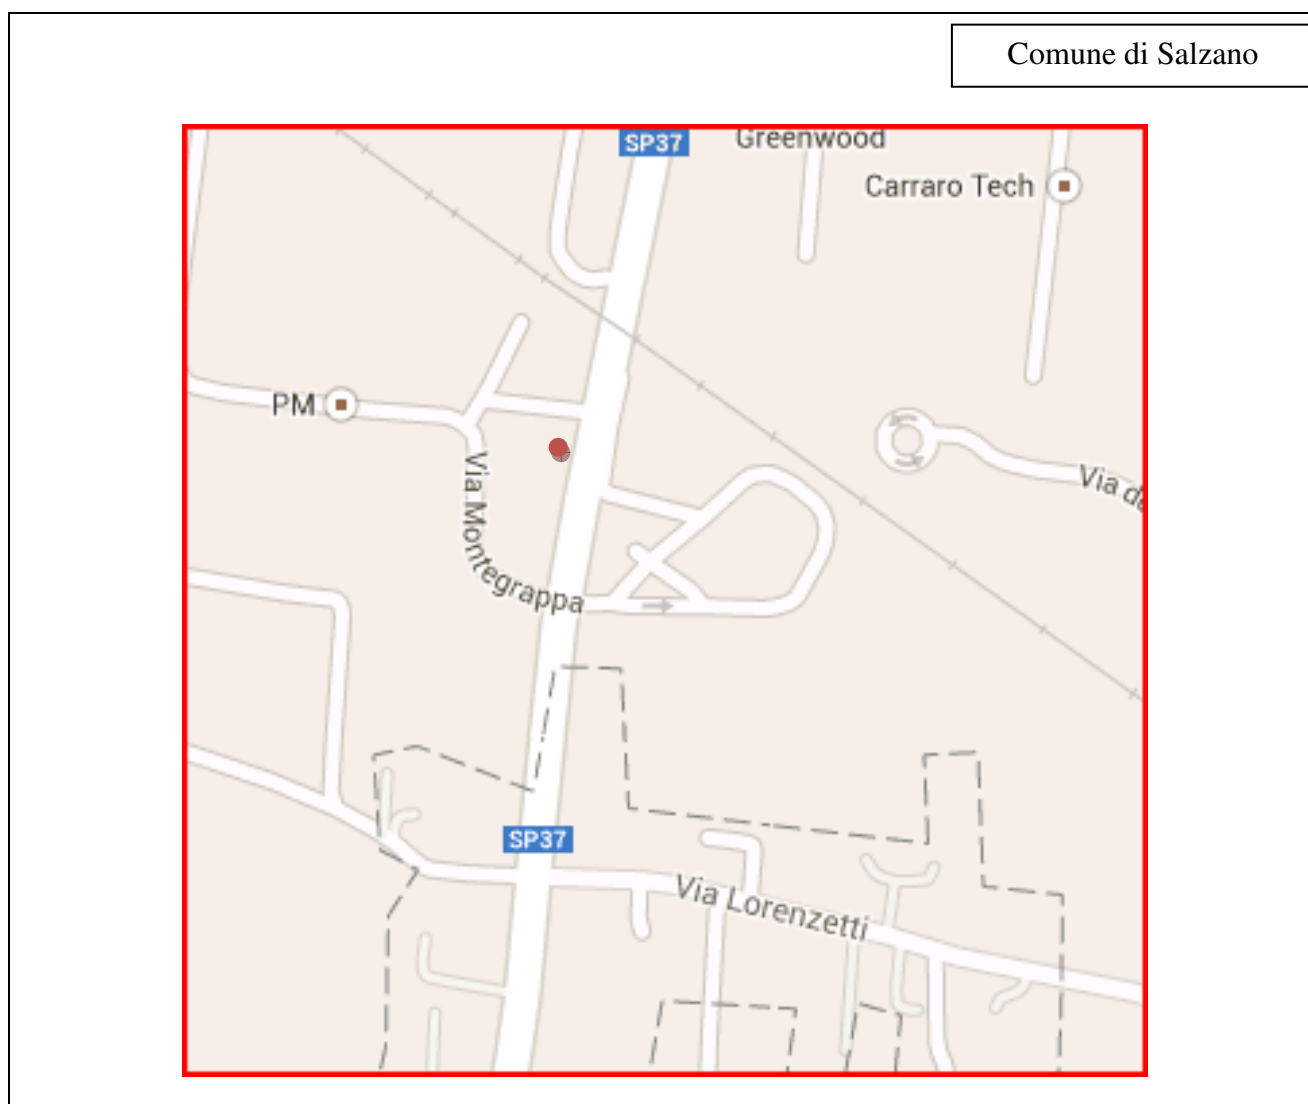 Comune di Salzano
SP37
Greenwood
Carraro Tech
PM
Via Montegrappa
SP37
Via Lorenzetti